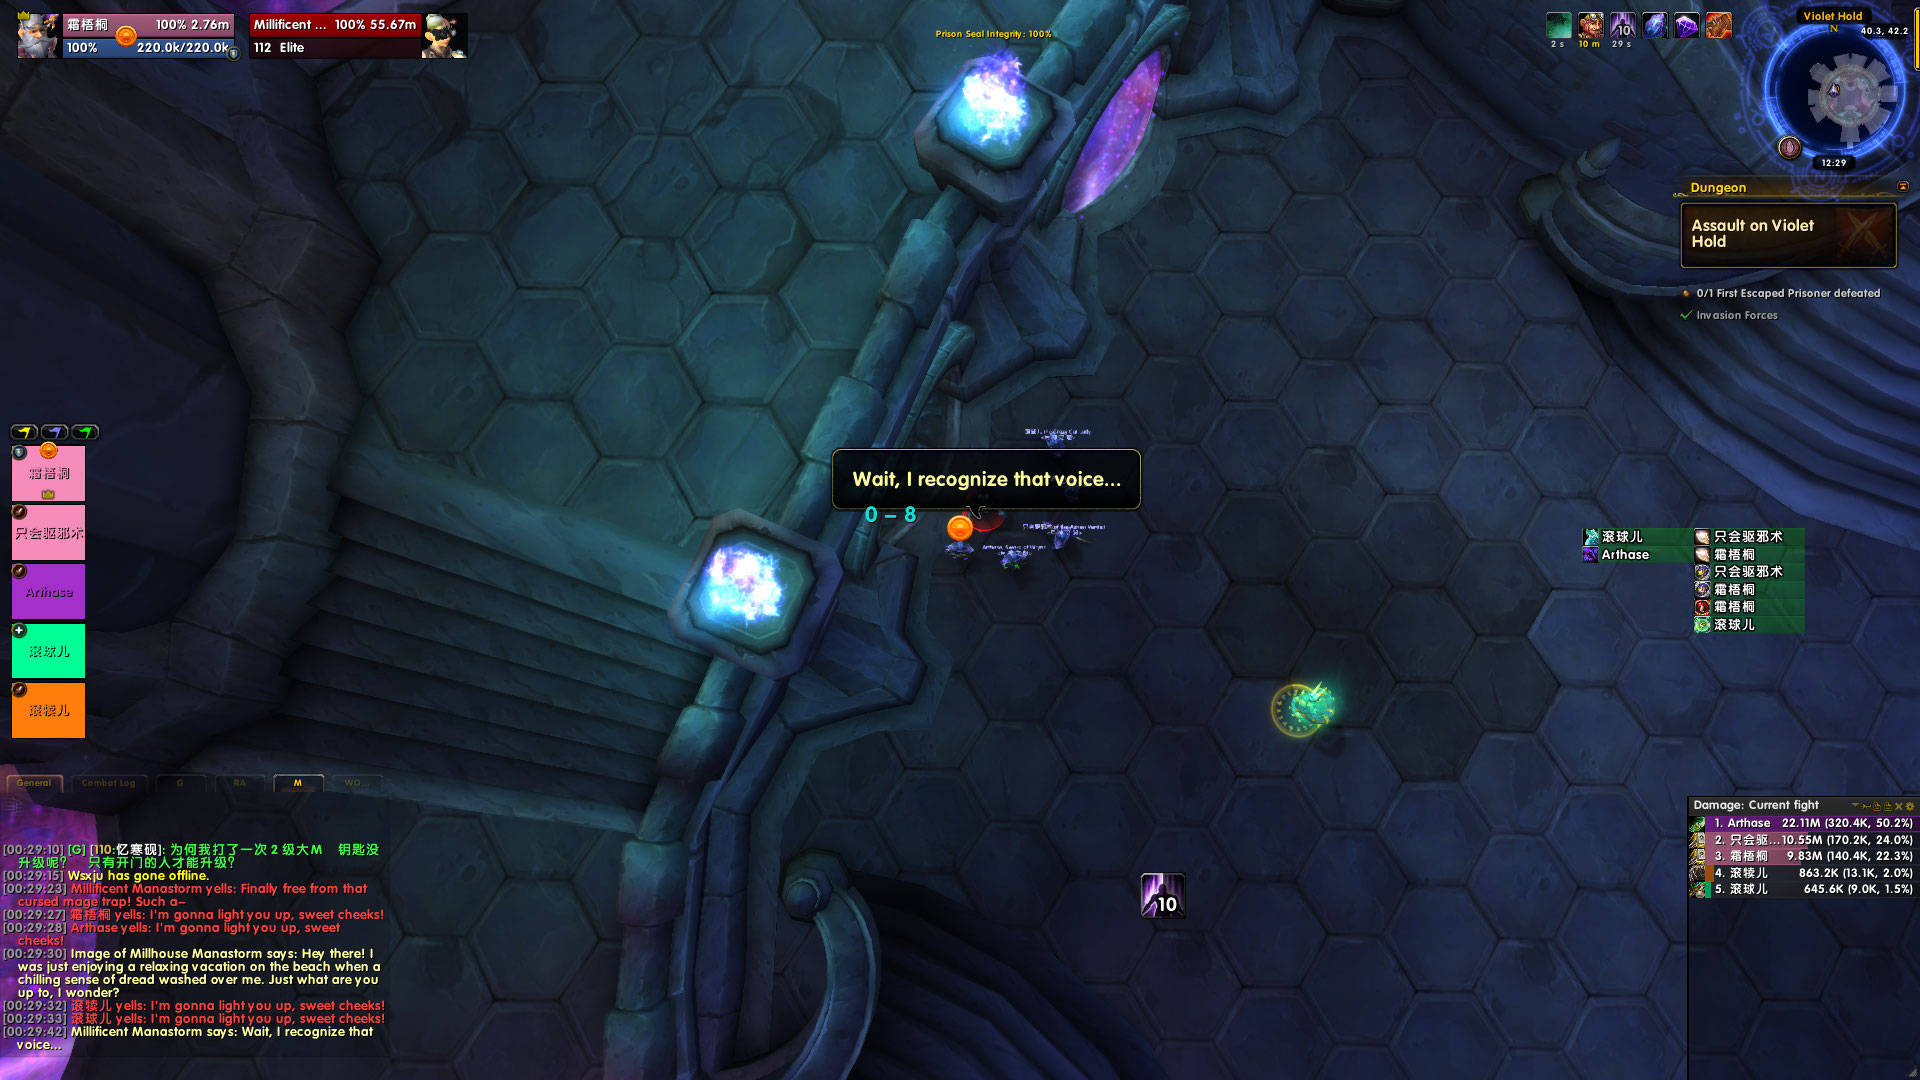 霜梧桐 100% 2.76m
100% 220.0k/220.0k
Millificent ... 100% 55.67m
112 Elite
Prison Seal Integrity: 100%
10
2 s 10 m 29 s
Violet Hold
N
40.3, 42.2
12:29
Dungeon
Assault on Violet
Hold
0/1 First Escaped Prisoner defeated
Invasion Forces
霜梧桐
只会驱邪术
Arthase
滚球儿
滚犊儿
Wait, I recognize that voice...
0 – 8
滚球儿 只会驱邪术
Arthase 霜梧桐
只会驱邪术
霜梧桐
霜梧桐
滚球儿
General Combat Log G RA M WO...
[00:29:10] [G] [110:忆寒砚]: 为何我打了一次 2 级大M 钥匙没
升级呢? 只有开门的人才能升级?
[00:29:15] Wsxju has gone offline.
[00:29:23] Millificent Manastorm yells: Finally free from that
cursed mage trap! Such a–
[00:29:27] 霜梧桐 yells: I'm gonna light you up, sweet cheeks!
[00:29:28] Arthase yells: I'm gonna light you up, sweet
cheeks!
[00:29:30] Image of Millhouse Manastorm says: Hey there! I
was just enjoying a relaxing vacation on the beach when a
chilling sense of dread washed over me. Just what are you
up to, I wonder?
[00:29:32] 滚犊儿 yells: I'm gonna light you up, sweet cheeks!
[00:29:33] 滚球儿 yells: I'm gonna light you up, sweet cheeks!
[00:29:42] Millificent Manastorm says: Wait, I recognize that
voice...
10
Damage: Current fight
1. Arthase 22.11M (320.4K, 50.2%)
2. 只会驱...10.55M (170.2K, 24.0%)
3. 霜梧桐 9.83M (140.4K, 22.3%)
4. 滚犊儿 863.2K (13.1K, 2.0%)
5. 滚球儿 645.6K (9.0K, 1.5%)